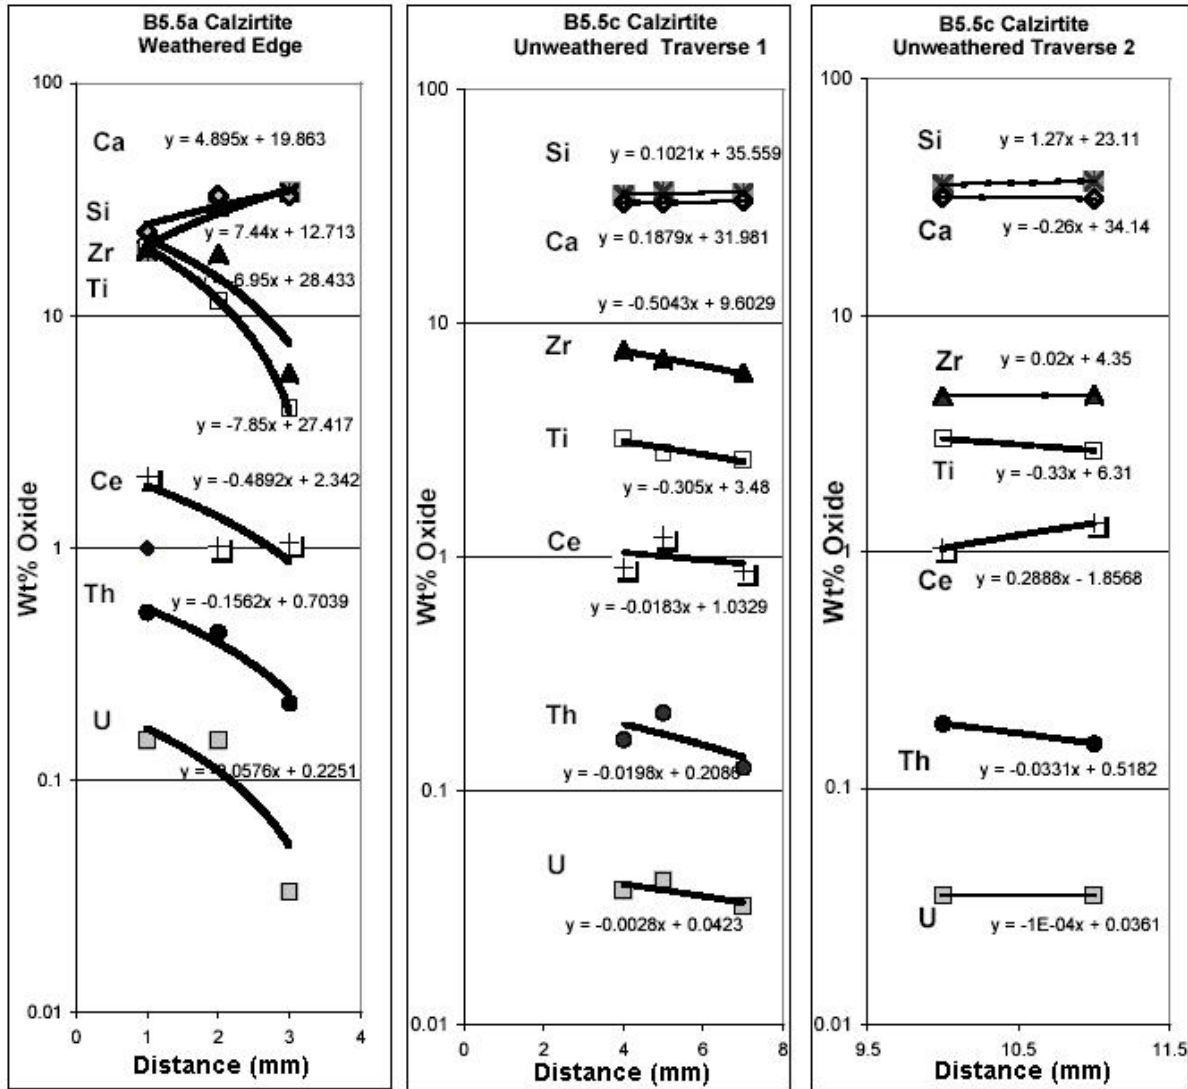 B5.5a Calzirtite
Weathered Edge
100
Ca
y = 4.895x + 19.863
Si
y = 7.44x + 12.713
Zr
-6.95x + 28.433
Ti
10
y = -7.85x + 27.417
Ce
y = -0.4892x + 2.342
1
Th
y = -0.1562x + 0.7039
U
0.0576x + 0.2251
0.1
0.01
0 1 2 3 4
Wt% Oxide
Distance (mm)
B5.5c Calzirtite
Unweathered Traverse 1
100
Si
y = 0.1021x + 35.559
Ca
y = 0.1879x + 31.981
y = -0.5043x + 9.6029
10
Zr
Ti
y = -0.305x + 3.48
Ce
1
y = -0.0183x + 1.0329
Th
y = -0.0198x + 0.2086
0.1
U
y = -0.0028x + 0.0423
0.01
0 2 4 6 8
Wt% Oxide
Distance (mm)
B5.5c Calzirtite
Unweathered Traverse 2
100
Si
y = 1.27x + 23.11
Ca
y = -0.26x + 34.14
10
Zr
y = 0.02x + 4.35
Ti
y = -0.33x + 6.31
1
Ce
y = 0.2888x - 1.8568
Th
y = -0.0331x + 0.5182
0.1
U
y = -1E-04x + 0.0361
0.01
9.5 10.5 11.5
Wt% Oxide
Distance (mm)